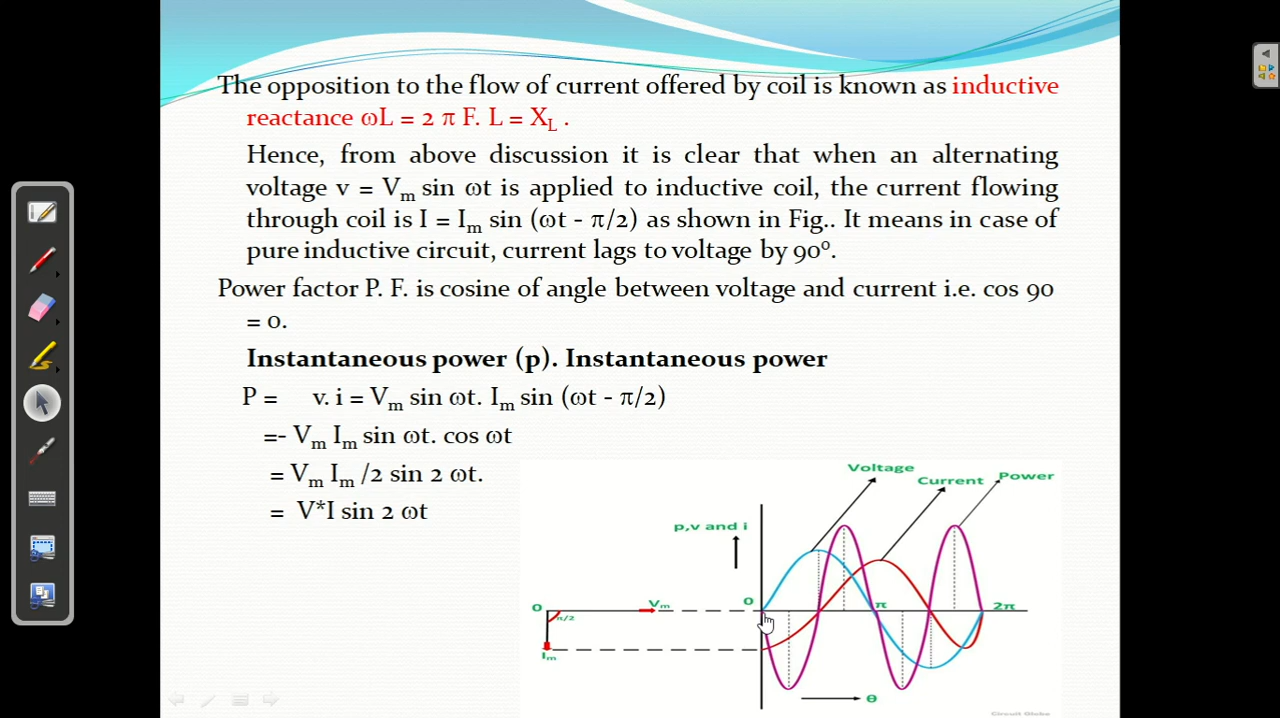 The opposition to the flow of current offered by coil is known as inductive
reactance ωL = 2 π F. L = X_L .
Hence, from above discussion it is clear that when an alternating
voltage v = V_m sin ωt is applied to inductive coil, the current flowing
through coil is I = I_m sin (ωt - π/2) as shown in Fig.. It means in case of
pure inductive circuit, current lags to voltage by 90⁰.
Power factor P. F. is cosine of angle between voltage and current i.e. cos 90
= 0.
Instantaneous power (p). Instantaneous power
P = v. i = V_m sin ωt. I_m sin (ωt - π/2)
=- V_m I_m sin ωt. cos ωt
= V_m I_m /2 sin 2 ωt.
= V*I sin 2 ωt
Voltage
Current
Power
p,v and i
0
V_m
0
π
2π
π/2
I_m
θ
Circuit Globe